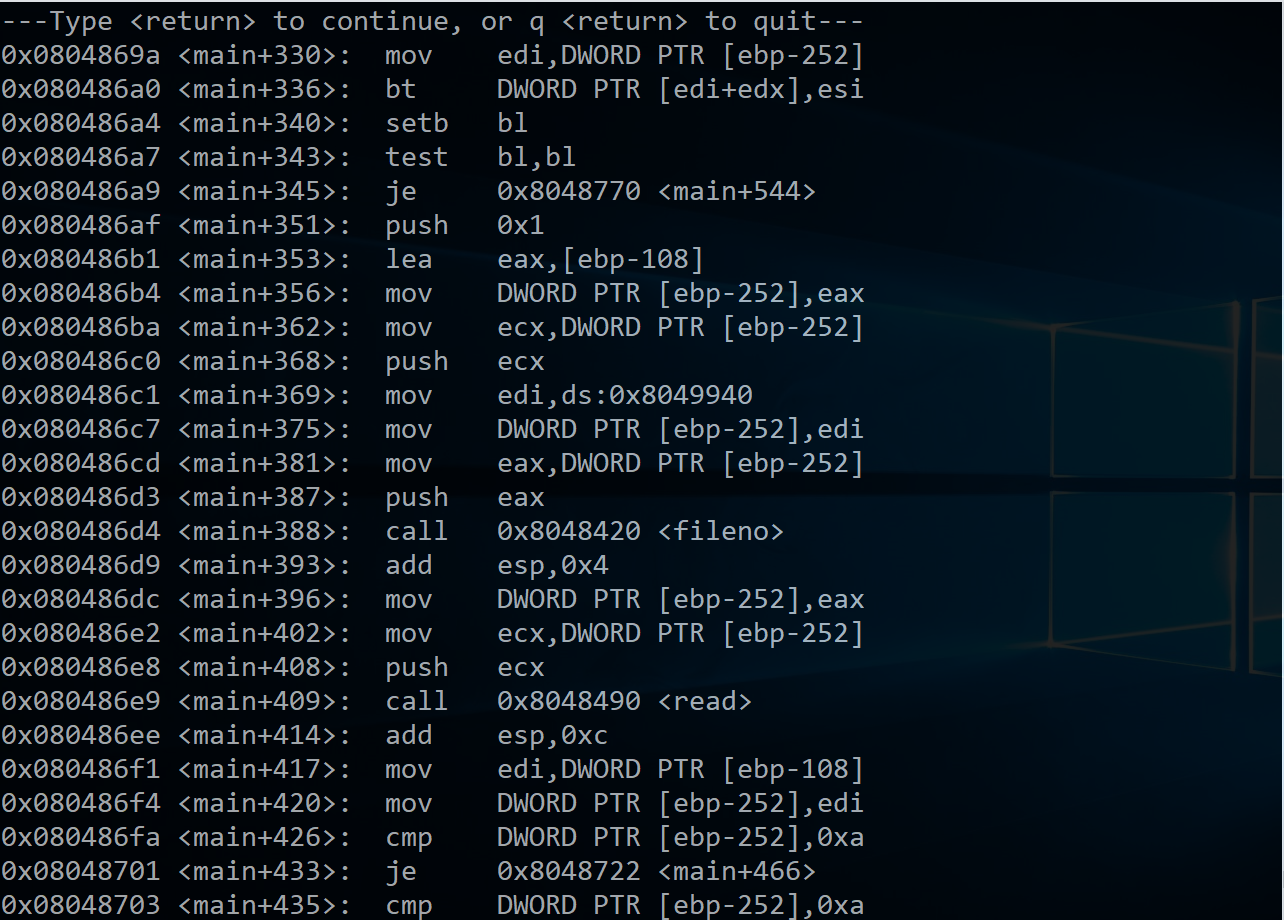 ---Type <return> to continue, or q <return> to quit---
0x0804869a <main+330>:  mov    edi,DWORD PTR [ebp-252]
0x080486a0 <main+336>:  bt     DWORD PTR [edi+edx],esi
0x080486a4 <main+340>:  setb   bl
0x080486a7 <main+343>:  test   bl,bl
0x080486a9 <main+345>:  je     0x8048770 <main+544>
0x080486af <main+351>:  push   0x1
0x080486b1 <main+353>:  lea    eax,[ebp-108]
0x080486b4 <main+356>:  mov    DWORD PTR [ebp-252],eax
0x080486ba <main+362>:  mov    ecx,DWORD PTR [ebp-252]
0x080486c0 <main+368>:  push   ecx
0x080486c1 <main+369>:  mov    edi,ds:0x8049940
0x080486c7 <main+375>:  mov    DWORD PTR [ebp-252],edi
0x080486cd <main+381>:  mov    eax,DWORD PTR [ebp-252]
0x080486d3 <main+387>:  push   eax
0x080486d4 <main+388>:  call   0x8048420 <fileno>
0x080486d9 <main+393>:  add    esp,0x4
0x080486dc <main+396>:  mov    DWORD PTR [ebp-252],eax
0x080486e2 <main+402>:  mov    ecx,DWORD PTR [ebp-252]
0x080486e8 <main+408>:  push   ecx
0x080486e9 <main+409>:  call   0x8048490 <read>
0x080486ee <main+414>:  add    esp,0xc
0x080486f1 <main+417>:  mov    edi,DWORD PTR [ebp-108]
0x080486f4 <main+420>:  mov    DWORD PTR [ebp-252],edi
0x080486fa <main+426>:  cmp    DWORD PTR [ebp-252],0xa
0x08048701 <main+433>:  je     0x8048722 <main+466>
0x08048703 <main+435>:  cmp    DWORD PTR [ebp-252],0xa